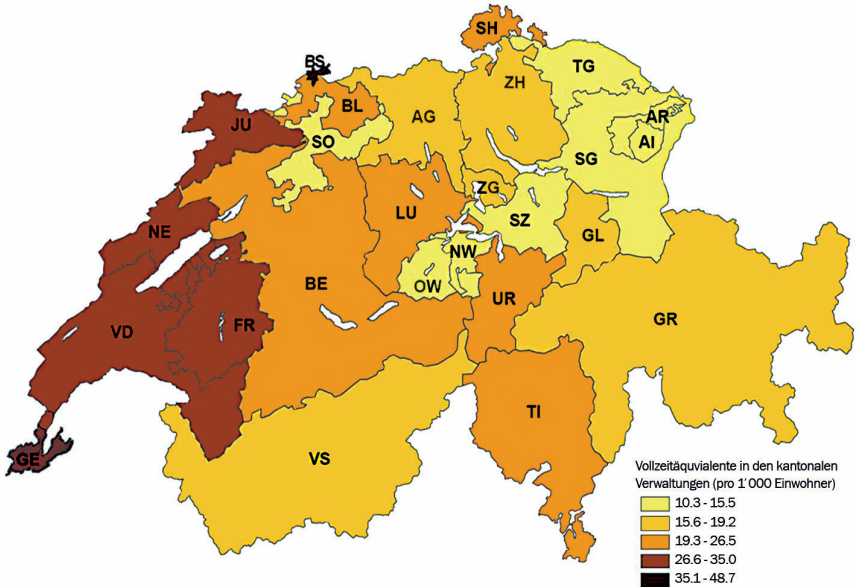 SH
BS
TG
ZH
BL
AG
JU
AR
SO
AI
SG
ZG
LU
SZ
NE
GL
NW
OW
BE
UR
GR
VD
FR
TI
VS
GE
Vollzeitäquvialente in den kantonalen
Verwaltungen (pro 1'000 Einwohner)
10.3 - 15.5
15.6 - 19.2
19.3 - 26.5
26.6 - 35.0
35.1 - 48.7